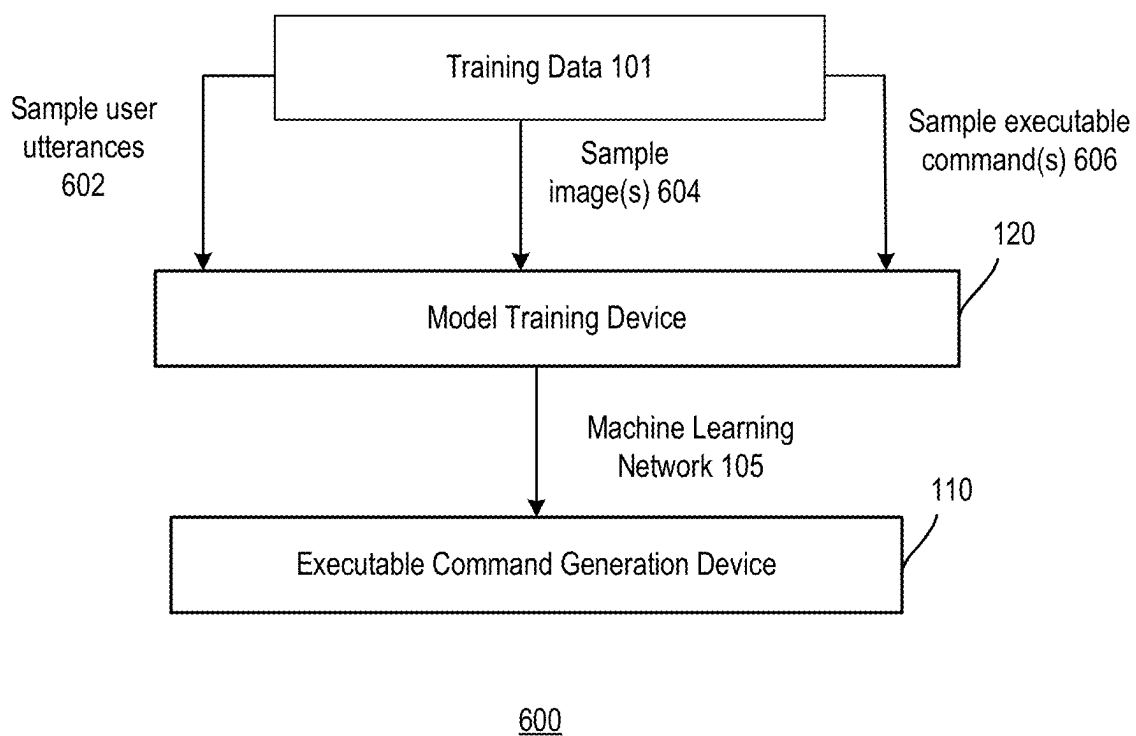 Training Data 101
Sample user
utterances
602
Sample
image(s) 604
Sample executable
command(s) 606
120
Model Training Device
Machine Learning
Network 105
110
Executable Command Generation Device
600